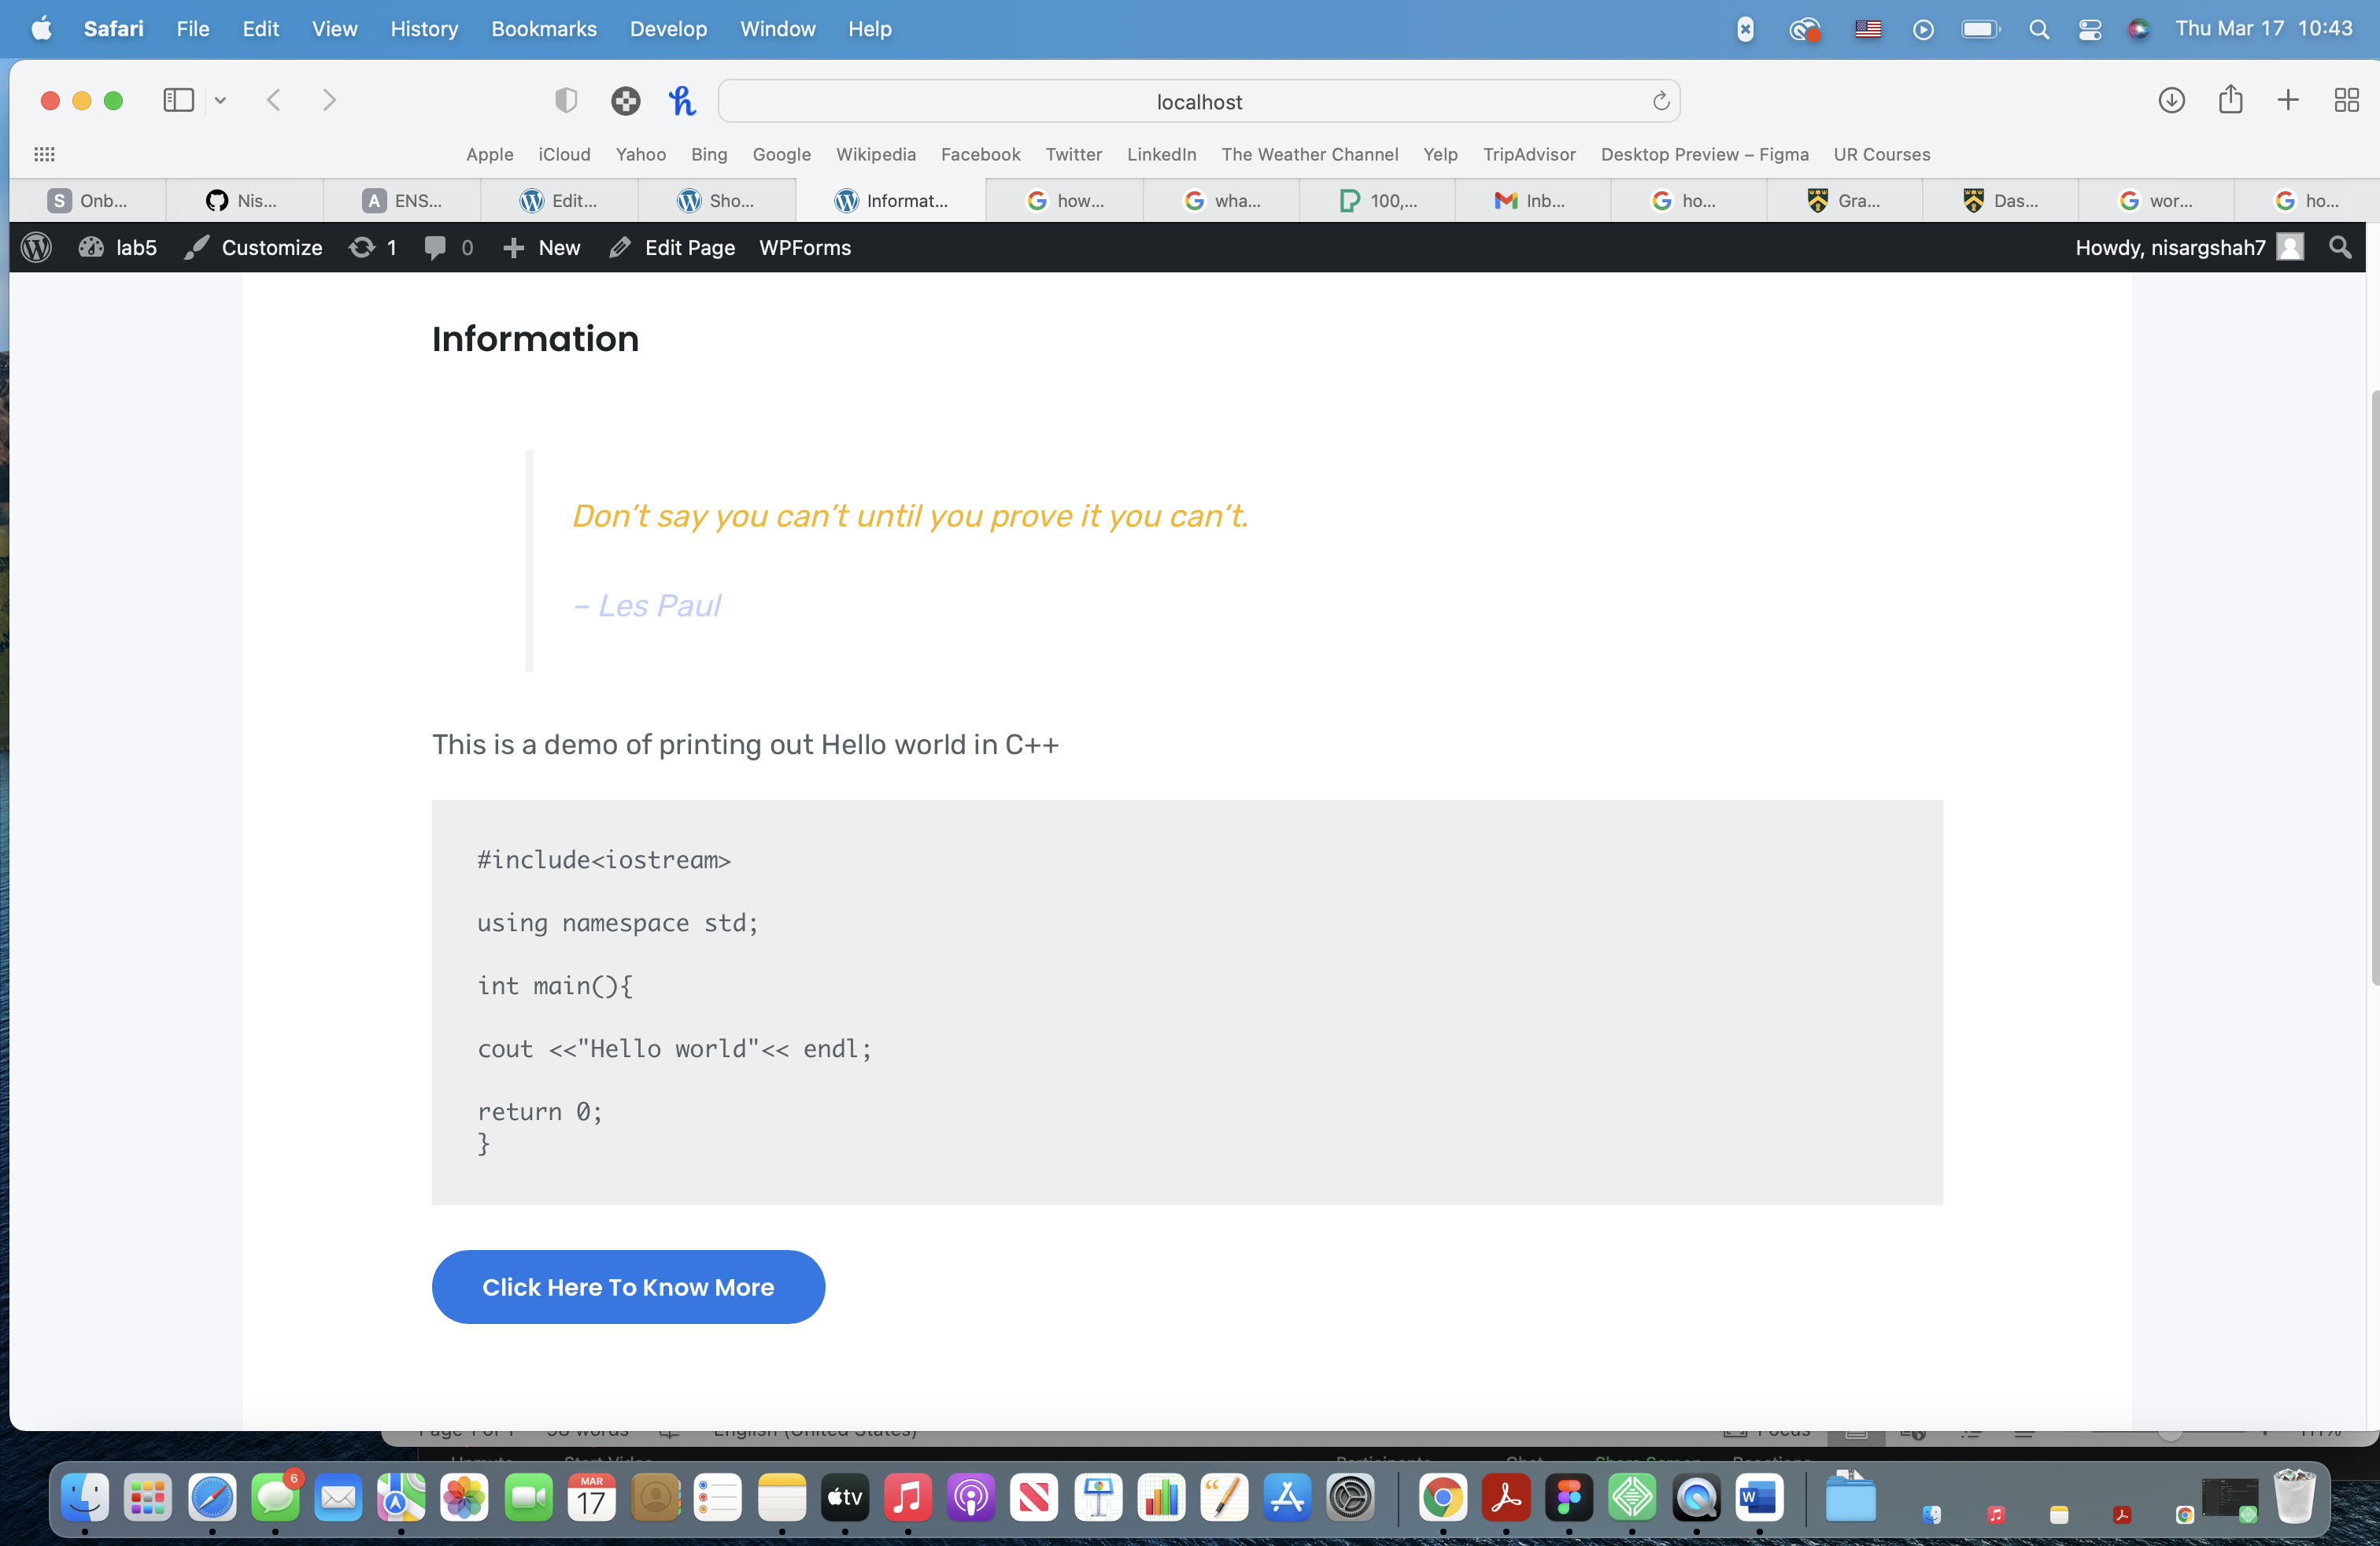 Safari File Edit View History Bookmarks Develop Window Help Thu Mar 17 10:43
localhost
Apple iCloud Yahoo Bing Google Wikipedia Facebook Twitter LinkedIn The Weather Channel Yelp TripAdvisor Desktop Preview – Figma UR Courses
S Onb... Nis... A ENS... Edit... Sho... Informat... how... wha... 100,... Inb... ho... Gra... Das... wor... ho...
lab5 Customize 1 0 New Edit Page WPForms Howdy, nisargshah7
Information
Don’t say you can’t until you prove it you can’t.
– Les Paul
This is a demo of printing out Hello world in C++
#include<iostream>
using namespace std;
int main(){
cout <<"Hello world"<< endl;
return 0;
}
Click Here To Know More
6 MAR 17 tv W